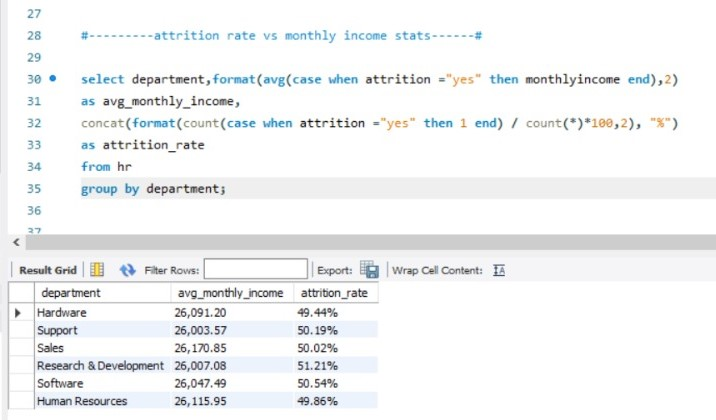 27
28 #---------attrition rate vs monthly income stats------#
29
30 select department,format(avg(case when attrition ="yes" then monthlyincome end),2)
31 as avg_monthly_income,
32 concat(format(count(case when attrition ="yes" then 1 end) / count(*)*100,2), "%")
33 as attrition_rate
34 from hr
35 group by department;
36
37
Result Grid Filter Rows: Export: Wrap Cell Content: IA
department avg_monthly_income attrition_rate
Hardware 26,091.20 49.44%
Support 26,003.57 50.19%
Sales 26,170.85 50.02%
Research & Development 26,007.08 51.21%
Software 26,047.49 50.54%
Human Resources 26,115.95 49.86%